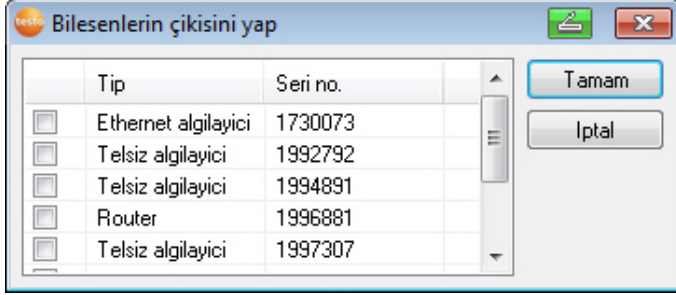 testo Bilesenlerin çikisini yap
Tip Seri no.
Ethernet algilayici 1730073
Telsiz algilayici 1992792
Telsiz algilayici 1994891
Router 1996881
Telsiz algilayici 1997307
Tamam
Iptal